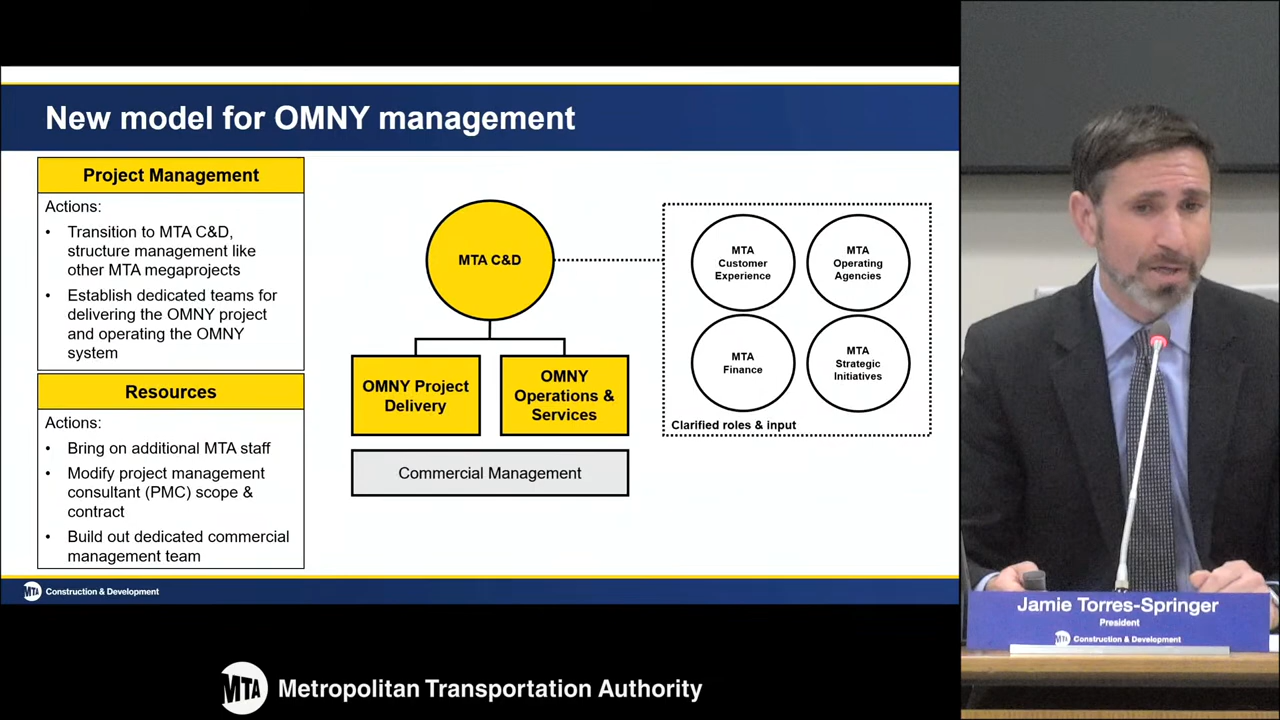 New model for OMNY management
Project Management
Actions:
• Transition to MTA C&D,
structure management like
other MTA megaprojects
• Establish dedicated teams for
delivering the OMNY project
and operating the OMNY
system
Resources
Actions:
• Bring on additional MTA staff
• Modify project management
consultant (PMC) scope &
contract
• Build out dedicated commercial
management team
MTA C&D
OMNY Project
Delivery
OMNY
Operations &
Services
Commercial Management
MTA
Customer
Experience
MTA
Operating
Agencies
MTA
Finance
MTA
Strategic
Initiatives
Clarified roles & input
MTA Construction & Development
Jamie Torres-Springer
President
MTA Construction & Development
MTA Metropolitan Transportation Authority